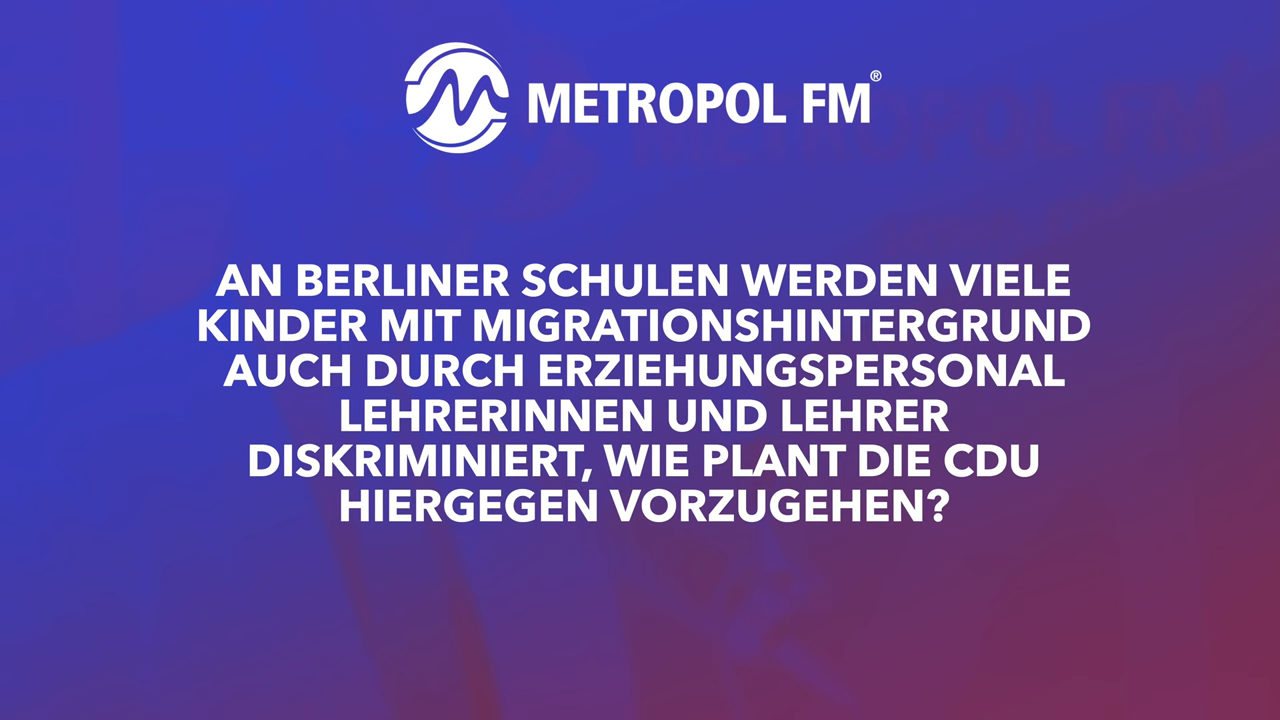 METROPOL FM®
AN BERLINER SCHULEN WERDEN VIELE
KINDER MIT MIGRATIONSHINTERGRUND
AUCH DURCH ERZIEHUNGSPERSONAL
LEHRERINNEN UND LEHRER
DISKRIMINIERT, WIE PLANT DIE CDU
HIERGEGEN VORZUGEHEN?